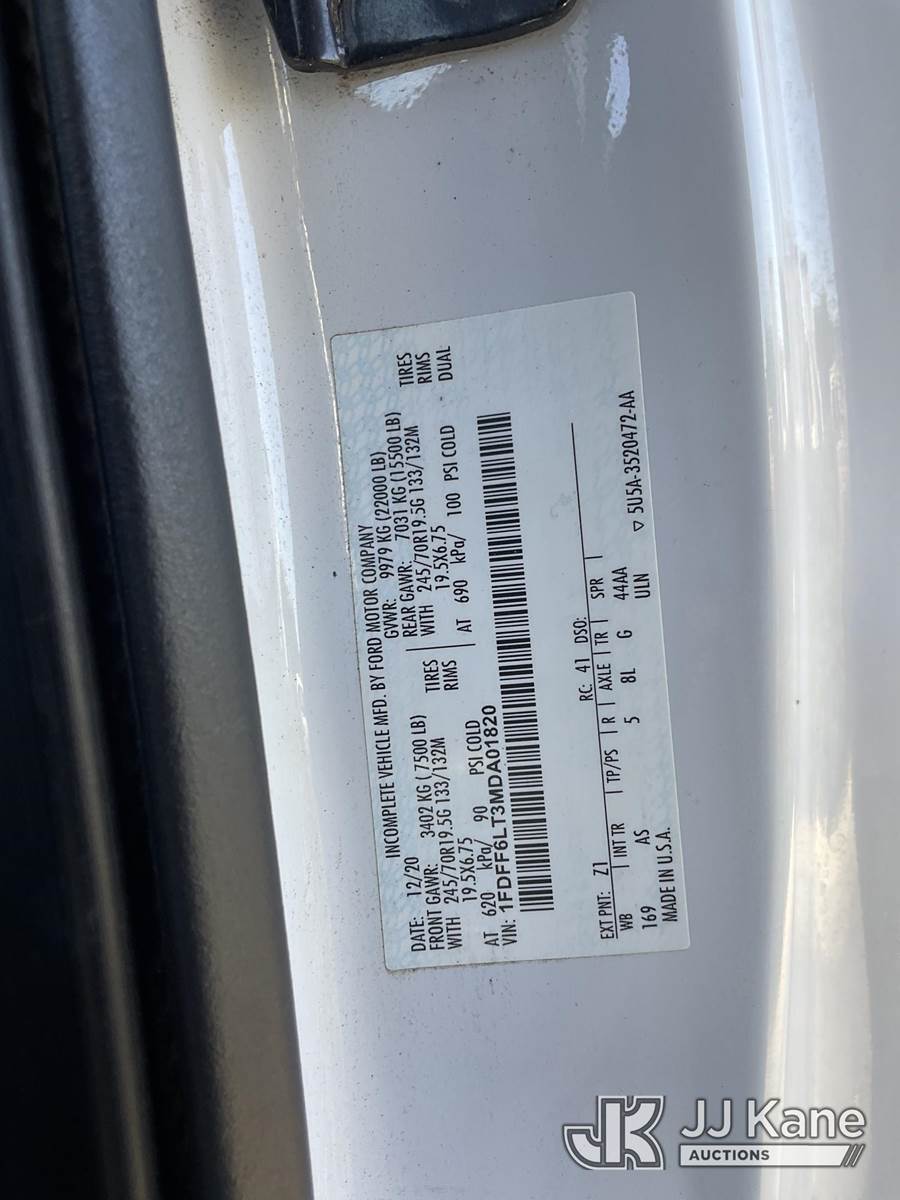 INCOMPLETE VEHICLE MFD. BY FORD MOTOR COMPANY
DATE: 12/20 GVWR: 9979 KG (22000 LB)
FRONT GAWR: 3402 KG ( 7500 LB) REAR GAWR: 7031 KG (15500 LB)
WITH 245/70R19.5G 133/132M TIRES WITH 245/70R19.5G 133/132M TIRES
19.5X6.75 RIMS 19.5X6.75 RIMS
AT 620 kPa/ 90 PSI COLD AT 690 kPa/ 100 PSI COLD DUAL
VIN: 1FDFF6LT3MDA01820
EXT PNT: Z1 RC: 41 DSO:
WB INT TR TP/PS R AXLE TR SPR
169 AS 5 8L G 44AA
MADE IN U.S.A. ULN
▽ 5U5A-3520472-AA
JK JJ Kane
AUCTIONS